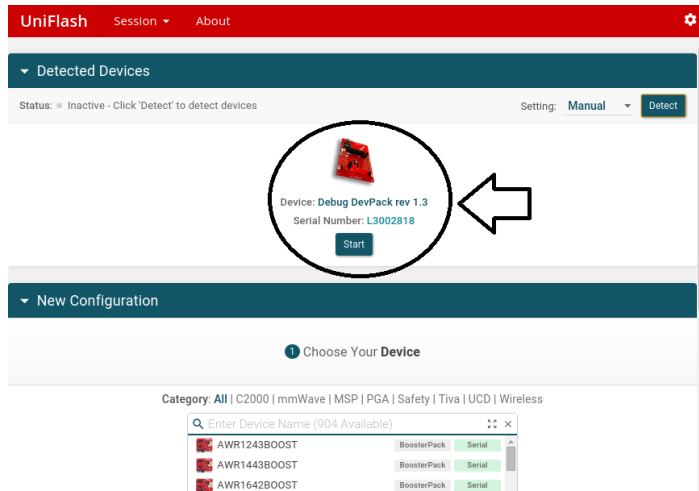 UniFlash Session About
Detected Devices
Status: Inactive - Click 'Detect' to detect devices Setting: Manual Detect
Device: Debug DevPack rev 1.3
Serial Number: L3002818
Start
New Configuration
1 Choose Your Device
Category: All | C2000 | mmWave | MSP | PGA | Safety | Tiva | UCD | Wireless
Enter Device Name (904 Available)
AWR1243BOOST BoosterPack Serial
AWR1443BOOST BoosterPack Serial
AWR1642BOOST BoosterPack Serial